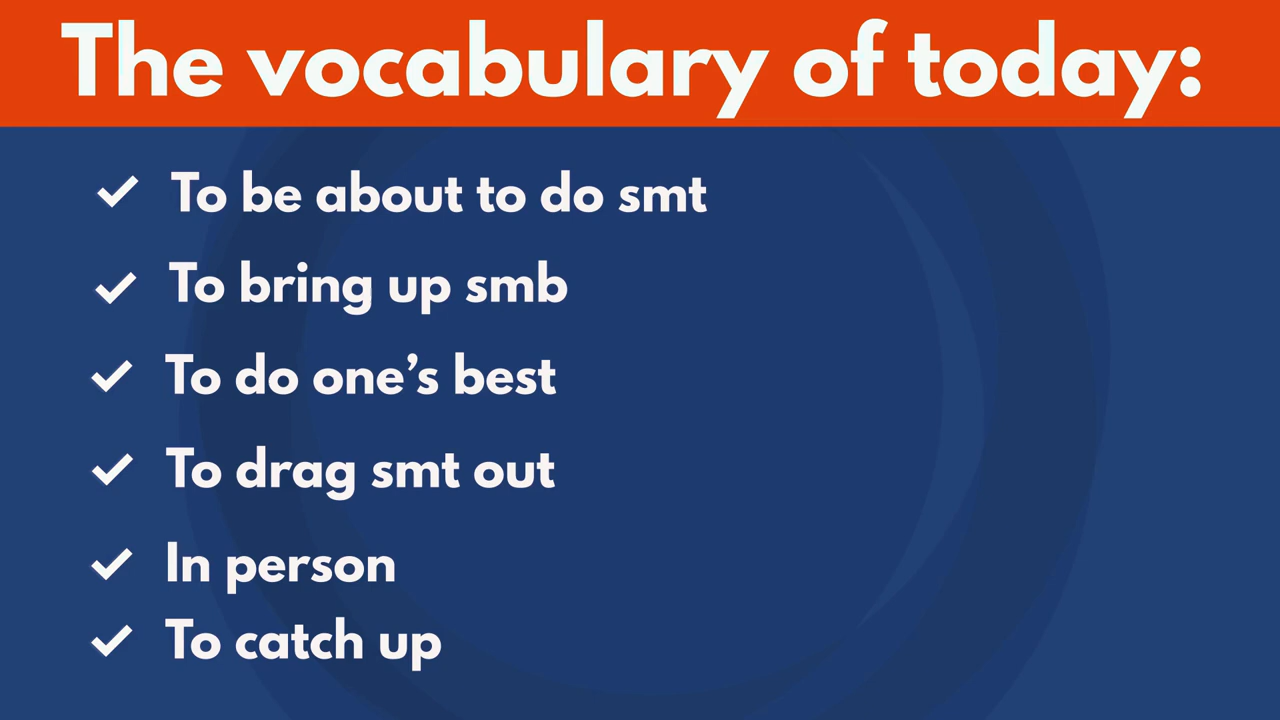 The vocabulary of today:
To be about to do smt
To bring up smb
To do one’s best
To drag smt out
In person
To catch up